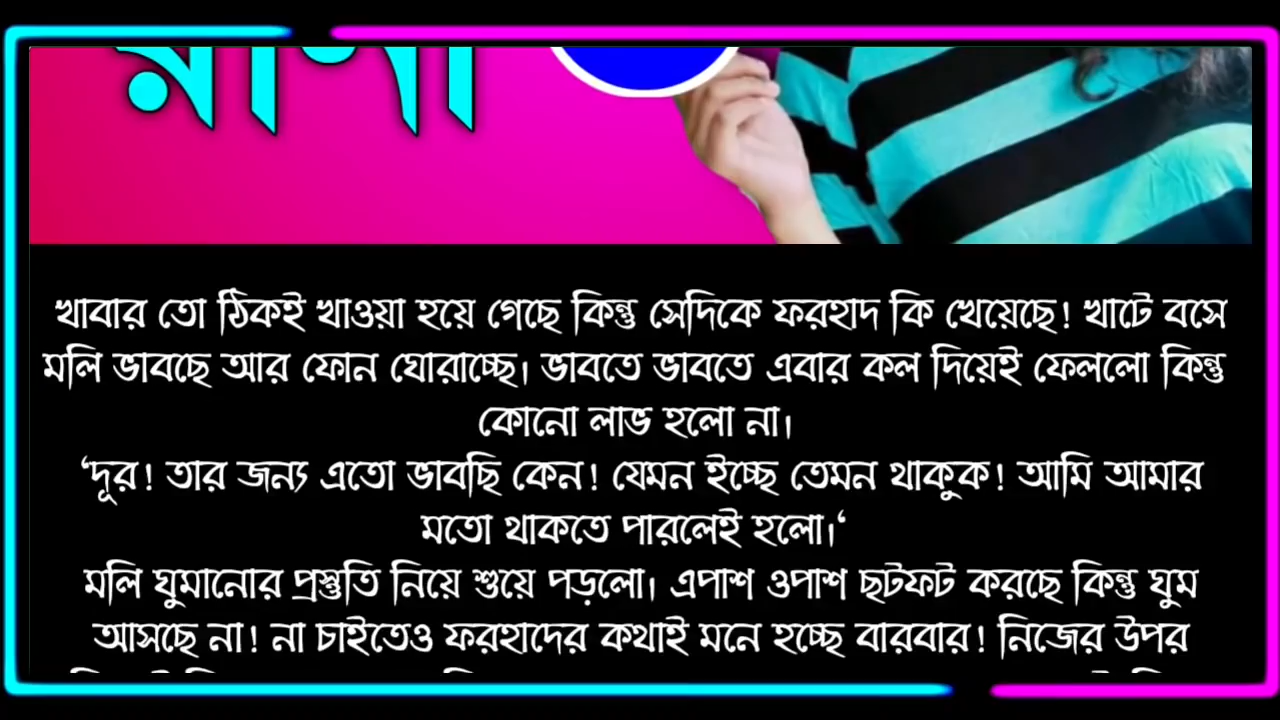 খাবার তো ঠিকই খাওয়া হয়ে গেছে কিন্তু সেদিকে ফরহাদ কি খেয়েছে! খাটে বসে
মলি ভাবছে আর ফোন ঘোরাচ্ছে। ভাবতে ভাবতে এবার কল দিয়েই ফেললো কিন্তু
কোনো লাভ হলো না।
‘দূর! তার জন্য এতো ভাবছি কেন! যেমন ইচ্ছে তেমন থাকুক! আমি আমার
মতো থাকতে পারলেই হলো।‘
মলি ঘুমানোর প্রস্তুতি নিয়ে শুয়ে পড়লো। এপাশ ওপাশ ছটফট করছে কিন্তু ঘুম
আসছে না! না চাইতেও ফরহাদের কথাই মনে হচ্ছে বারবার! নিজের উপর